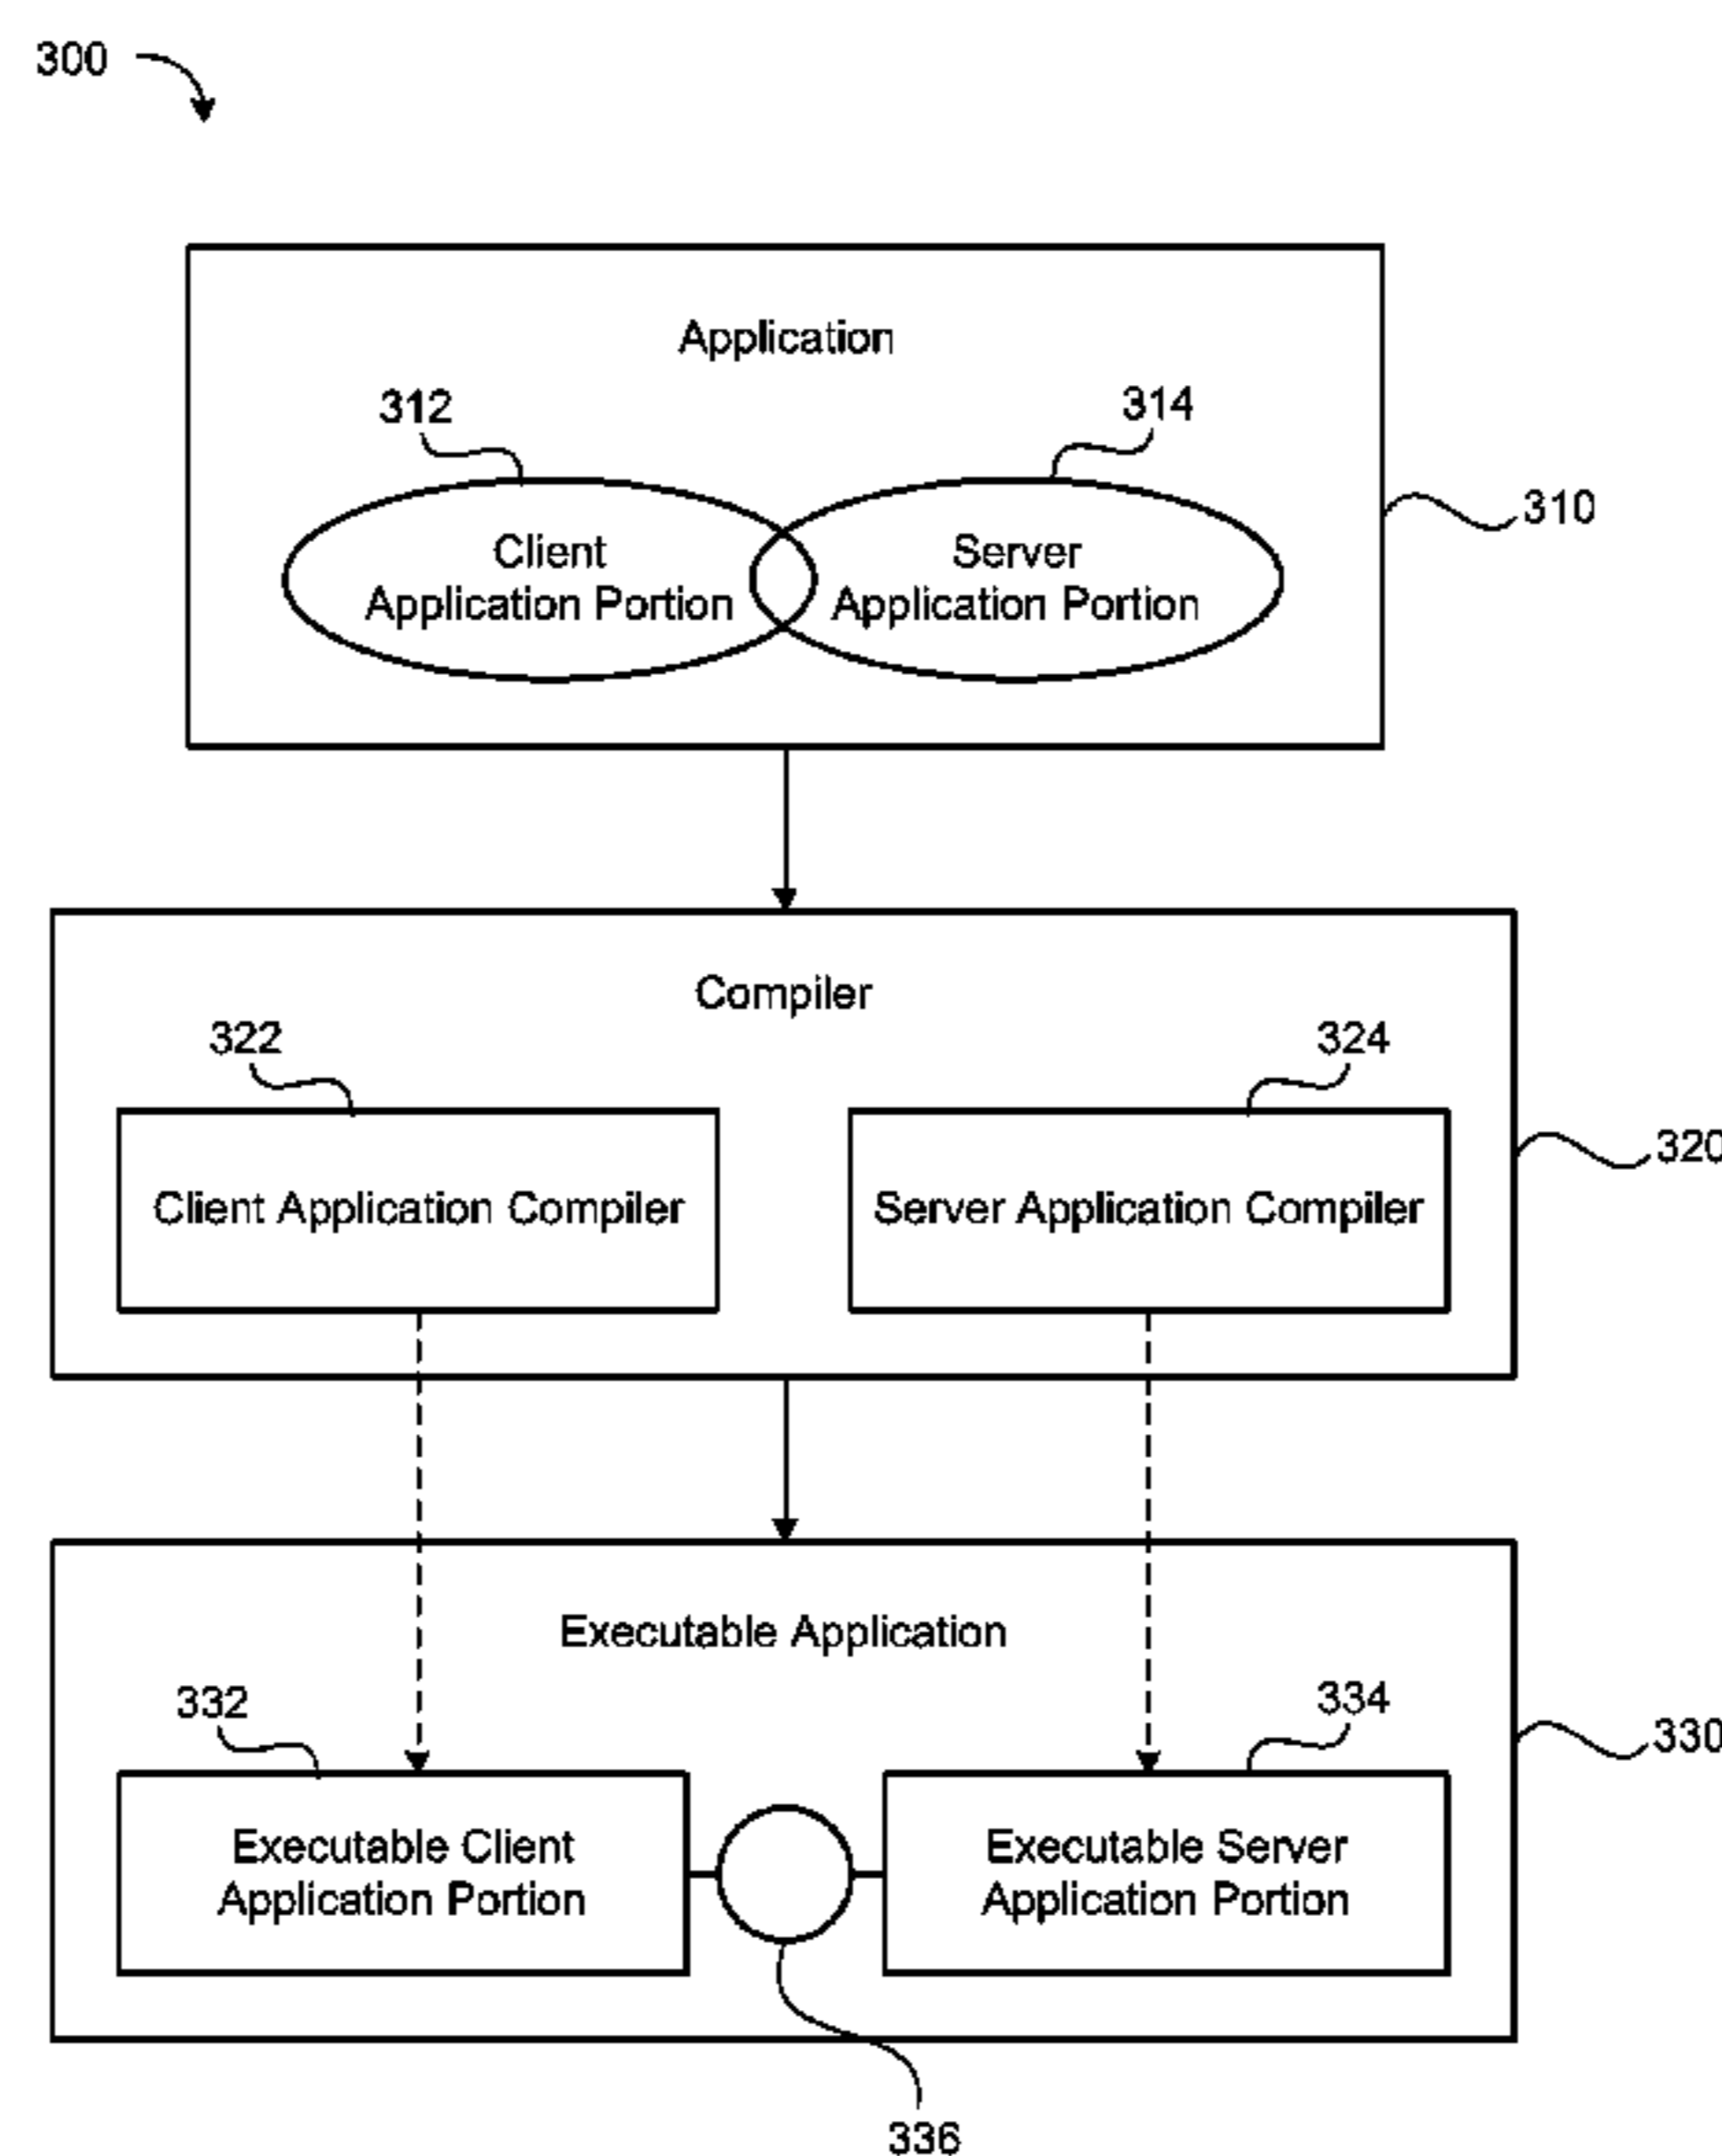 300
Application
312
314
310
Client
Application Portion
Server
Application Portion
Compiler
322
324
320
Client Application Compiler
Server Application Compiler
Executable Application
332
334
330
Executable Client
Application Portion
Executable Server
Application Portion
336